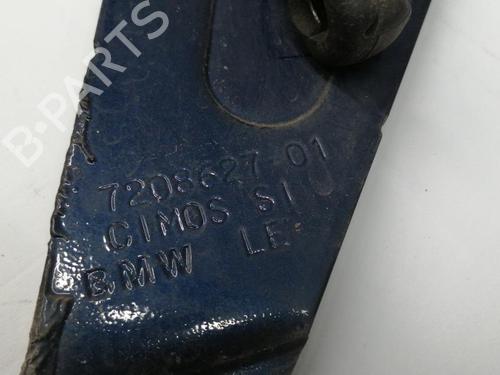 B-PARTS
7208627 01
CIMOS SI
BMW LE